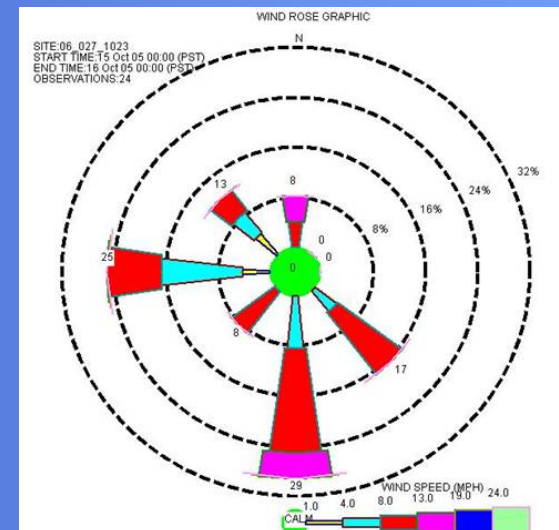 WIND ROSE GRAPHIC
N
SITE:06_027_1023
START TIME:15 Oct 05 00:00 (PST)
END TIME:16 Oct 05 00:00 (PST)
OBSERVATIONS:24
32%
24%
16%
8%
13
8
0
0
0
25
8
17
29
WIND SPEED (MPH)
CALM 1.0 4.0 8.0 13.0 19.0 24.0